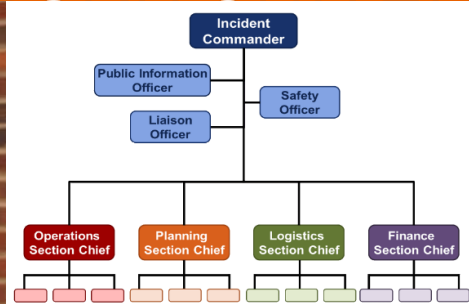 Incident
Commander
Public Information
Officer
Safety
Officer
Liaison
Officer
Operations
Section Chief
Planning
Section Chief
Logistics
Section Chief
Finance
Section Chief